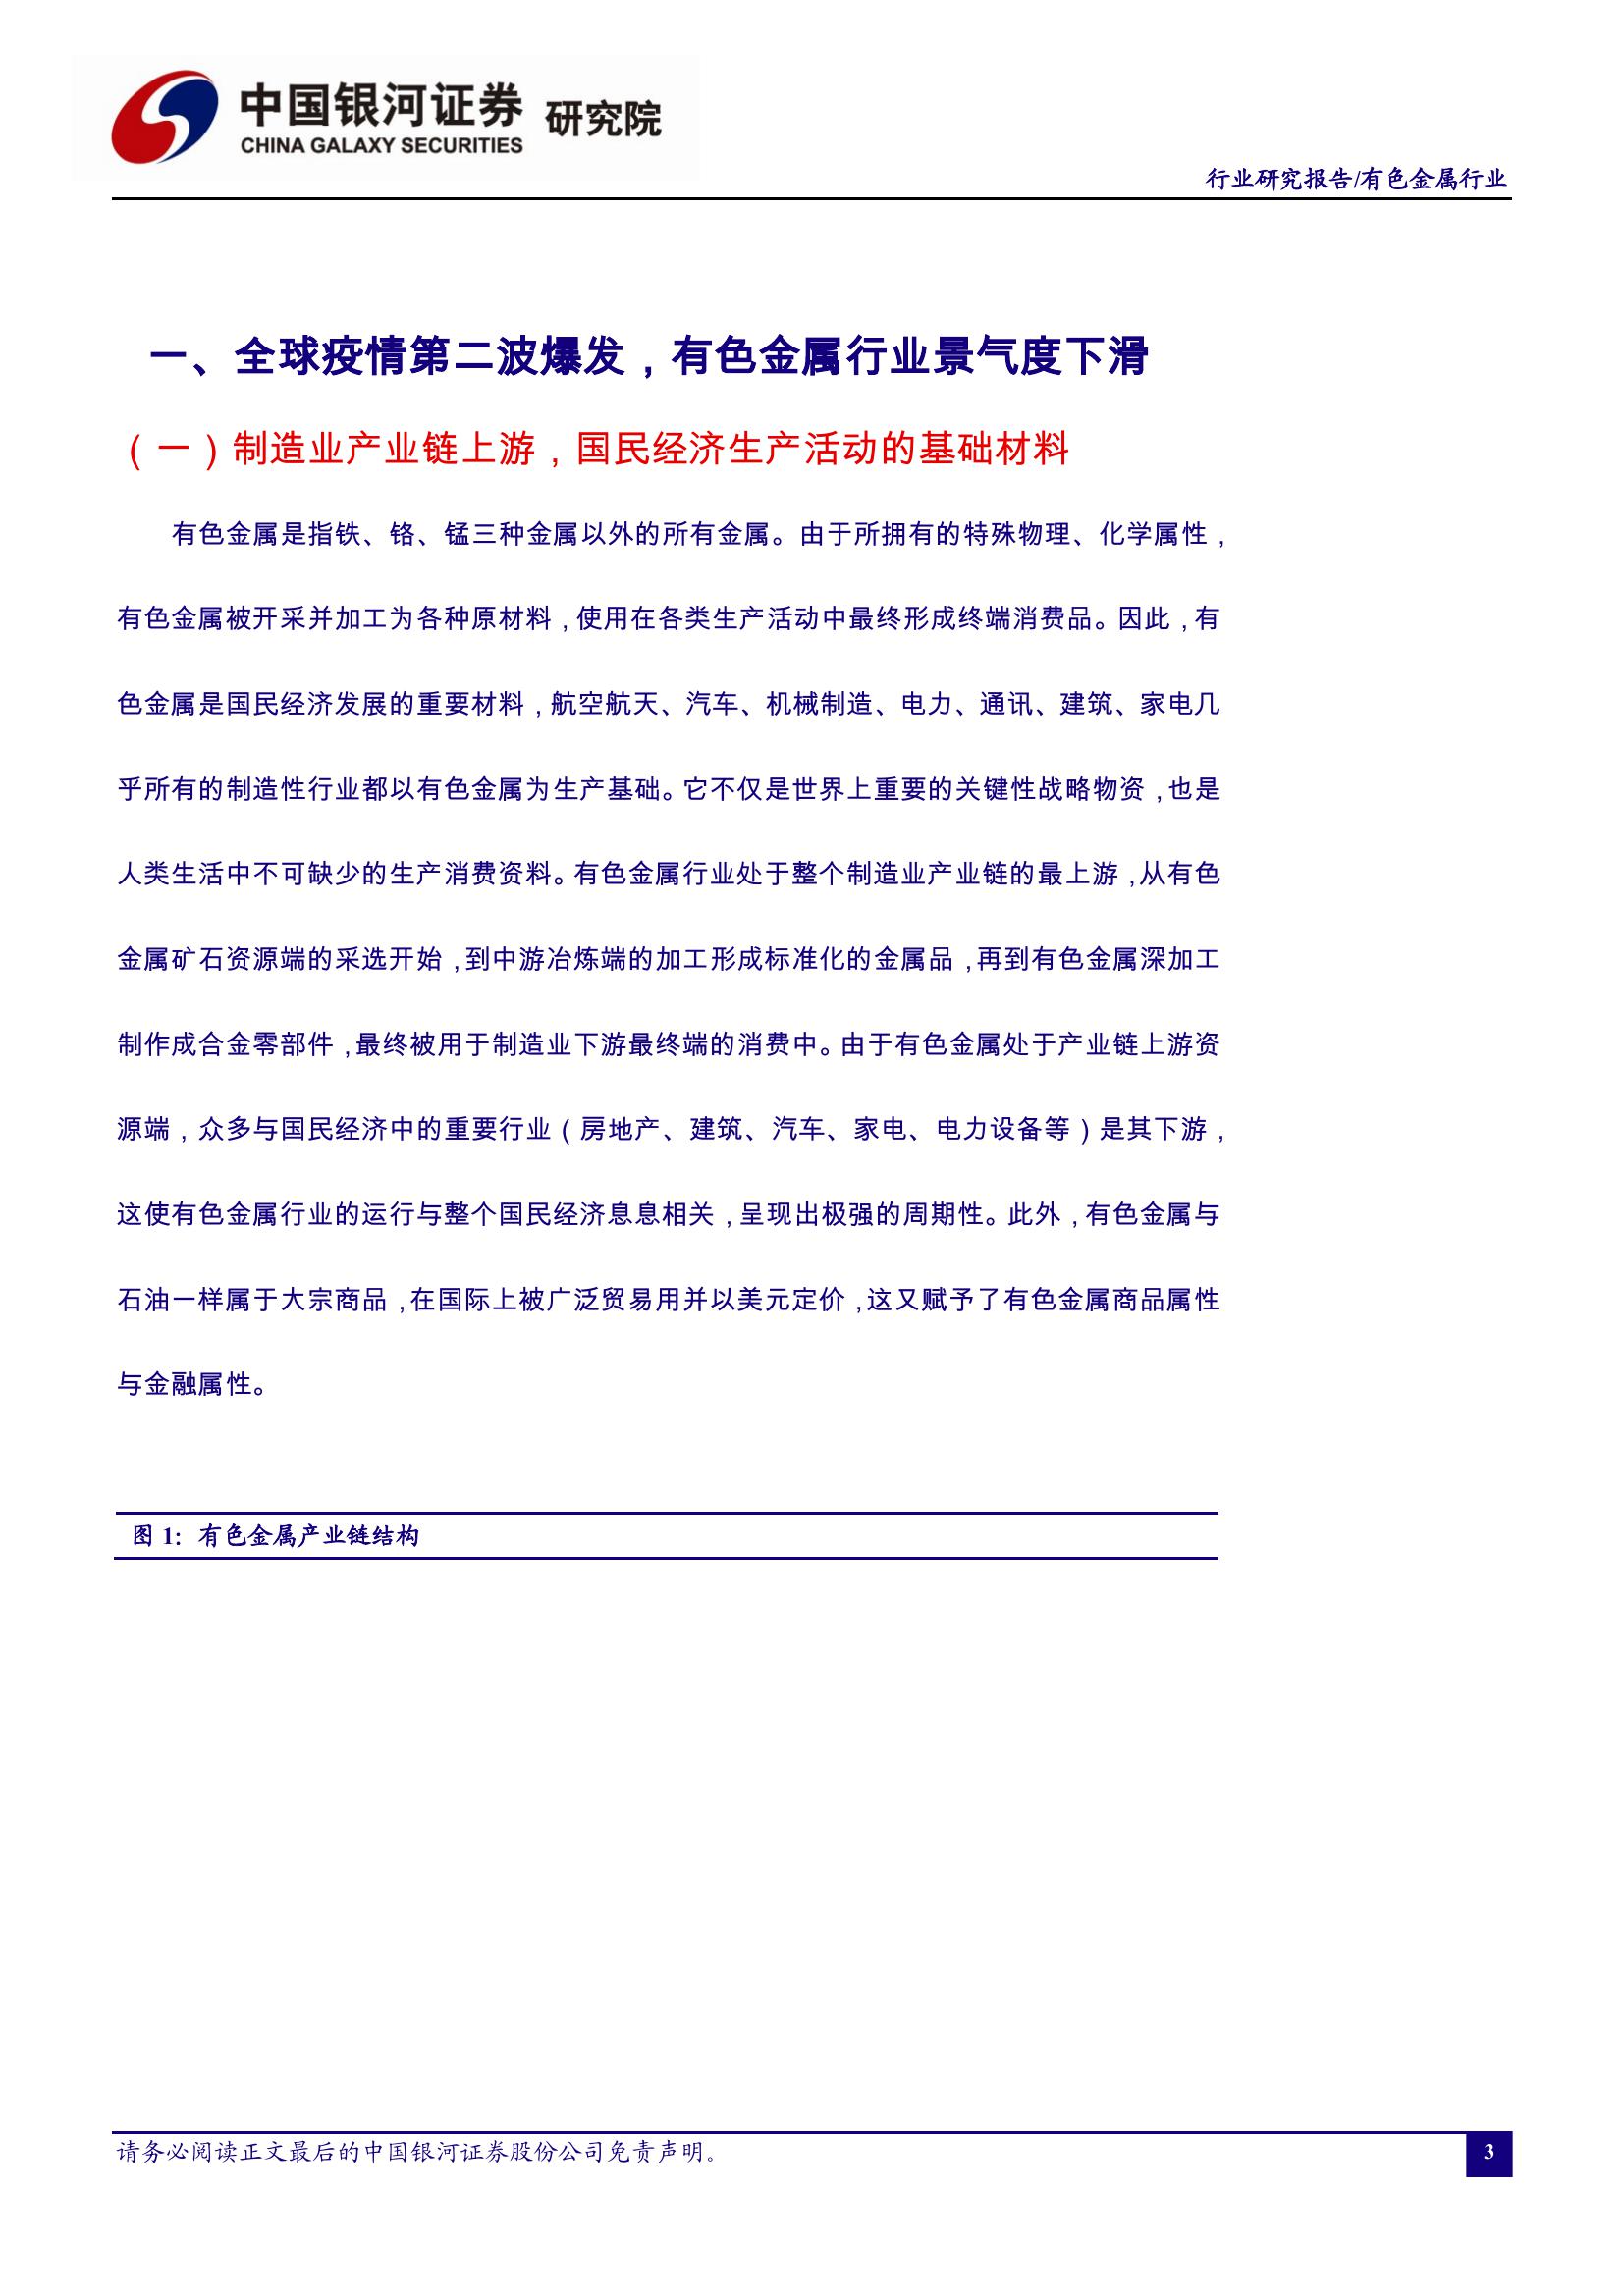 中国银河证券 研究院
CHINA GALAXY SECURITIES
行业研究报告/有色金属行业
一、全球疫情第二波爆发，有色金属行业景气度下滑
（一）制造业产业链上游，国民经济生产活动的基础材料
有色金属是指铁、铬、锰三种金属以外的所有金属。由于所拥有的特殊物理、化学属性，
有色金属被开采并加工为各种原材料，使用在各类生产活动中最终形成终端消费品。因此，有
色金属是国民经济发展的重要材料，航空航天、汽车、机械制造、电力、通讯、建筑、家电几
乎所有的制造性行业都以有色金属为生产基础。它不仅是世界上重要的关键性战略物资，也是
人类生活中不可缺少的生产消费资料。有色金属行业处于整个制造业产业链的最上游，从有色
金属矿石资源端的采选开始，到中游冶炼端的加工形成标准化的金属品，再到有色金属深加工
制作成合金零部件，最终被用于制造业下游最终端的消费中。由于有色金属处于产业链上游资
源端，众多与国民经济中的重要行业（房地产、建筑、汽车、家电、电力设备等）是其下游，
这使有色金属行业的运行与整个国民经济息息相关，呈现出极强的周期性。此外，有色金属与
石油一样属于大宗商品，在国际上被广泛贸易用并以美元定价，这又赋予了有色金属商品属性
与金融属性。
图 1：有色金属产业链结构
请务必阅读正文最后的中国银河证券股份公司免责声明。
3